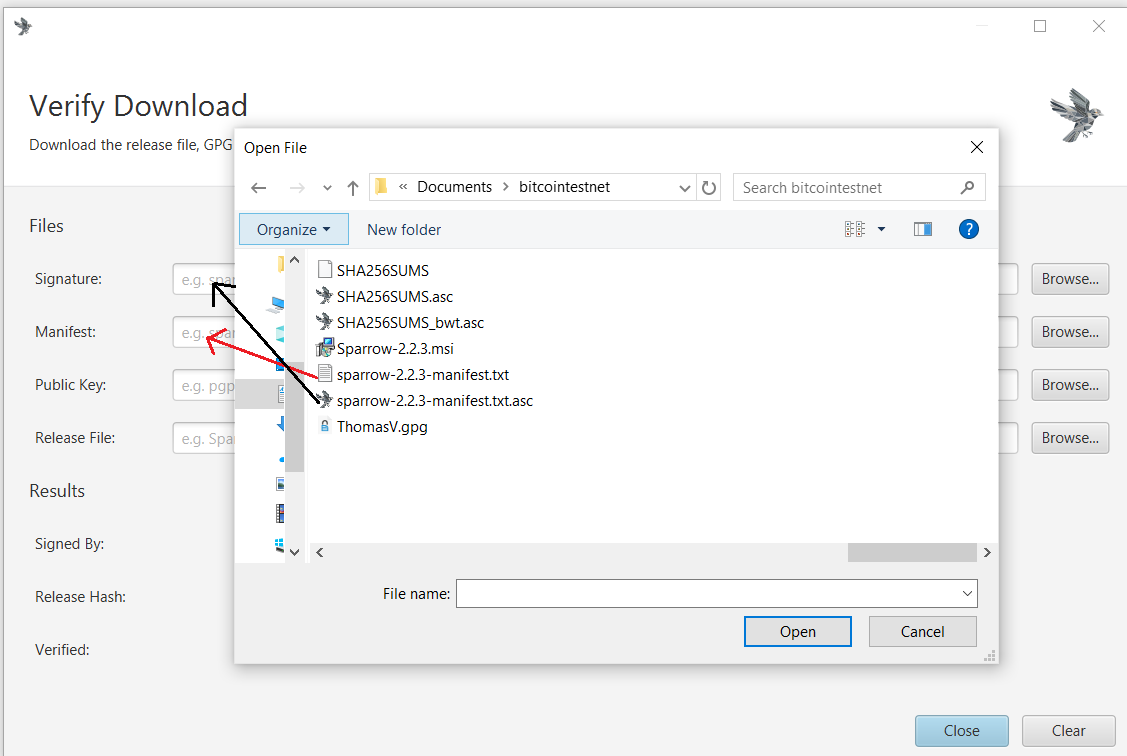 Verify Download
Download the release file, GPG
Open File
« Documents > bitcointestnet
Search bitcointestnet
Organize
New folder
?
Files
Signature:
e.g. spar
Browse...
Manifest:
e.g. spar
Browse...
Public Key:
e.g. pgp
Browse...
Release File:
e.g. Spa
Browse...
SHA256SUMS
SHA256SUMS.asc
SHA256SUMS_bwt.asc
Sparrow-2.2.3.msi
sparrow-2.2.3-manifest.txt
sparrow-2.2.3-manifest.txt.asc
ThomasV.gpg
Results
Signed By:
Release Hash:
Verified:
File name:
Open
Cancel
Close
Clear